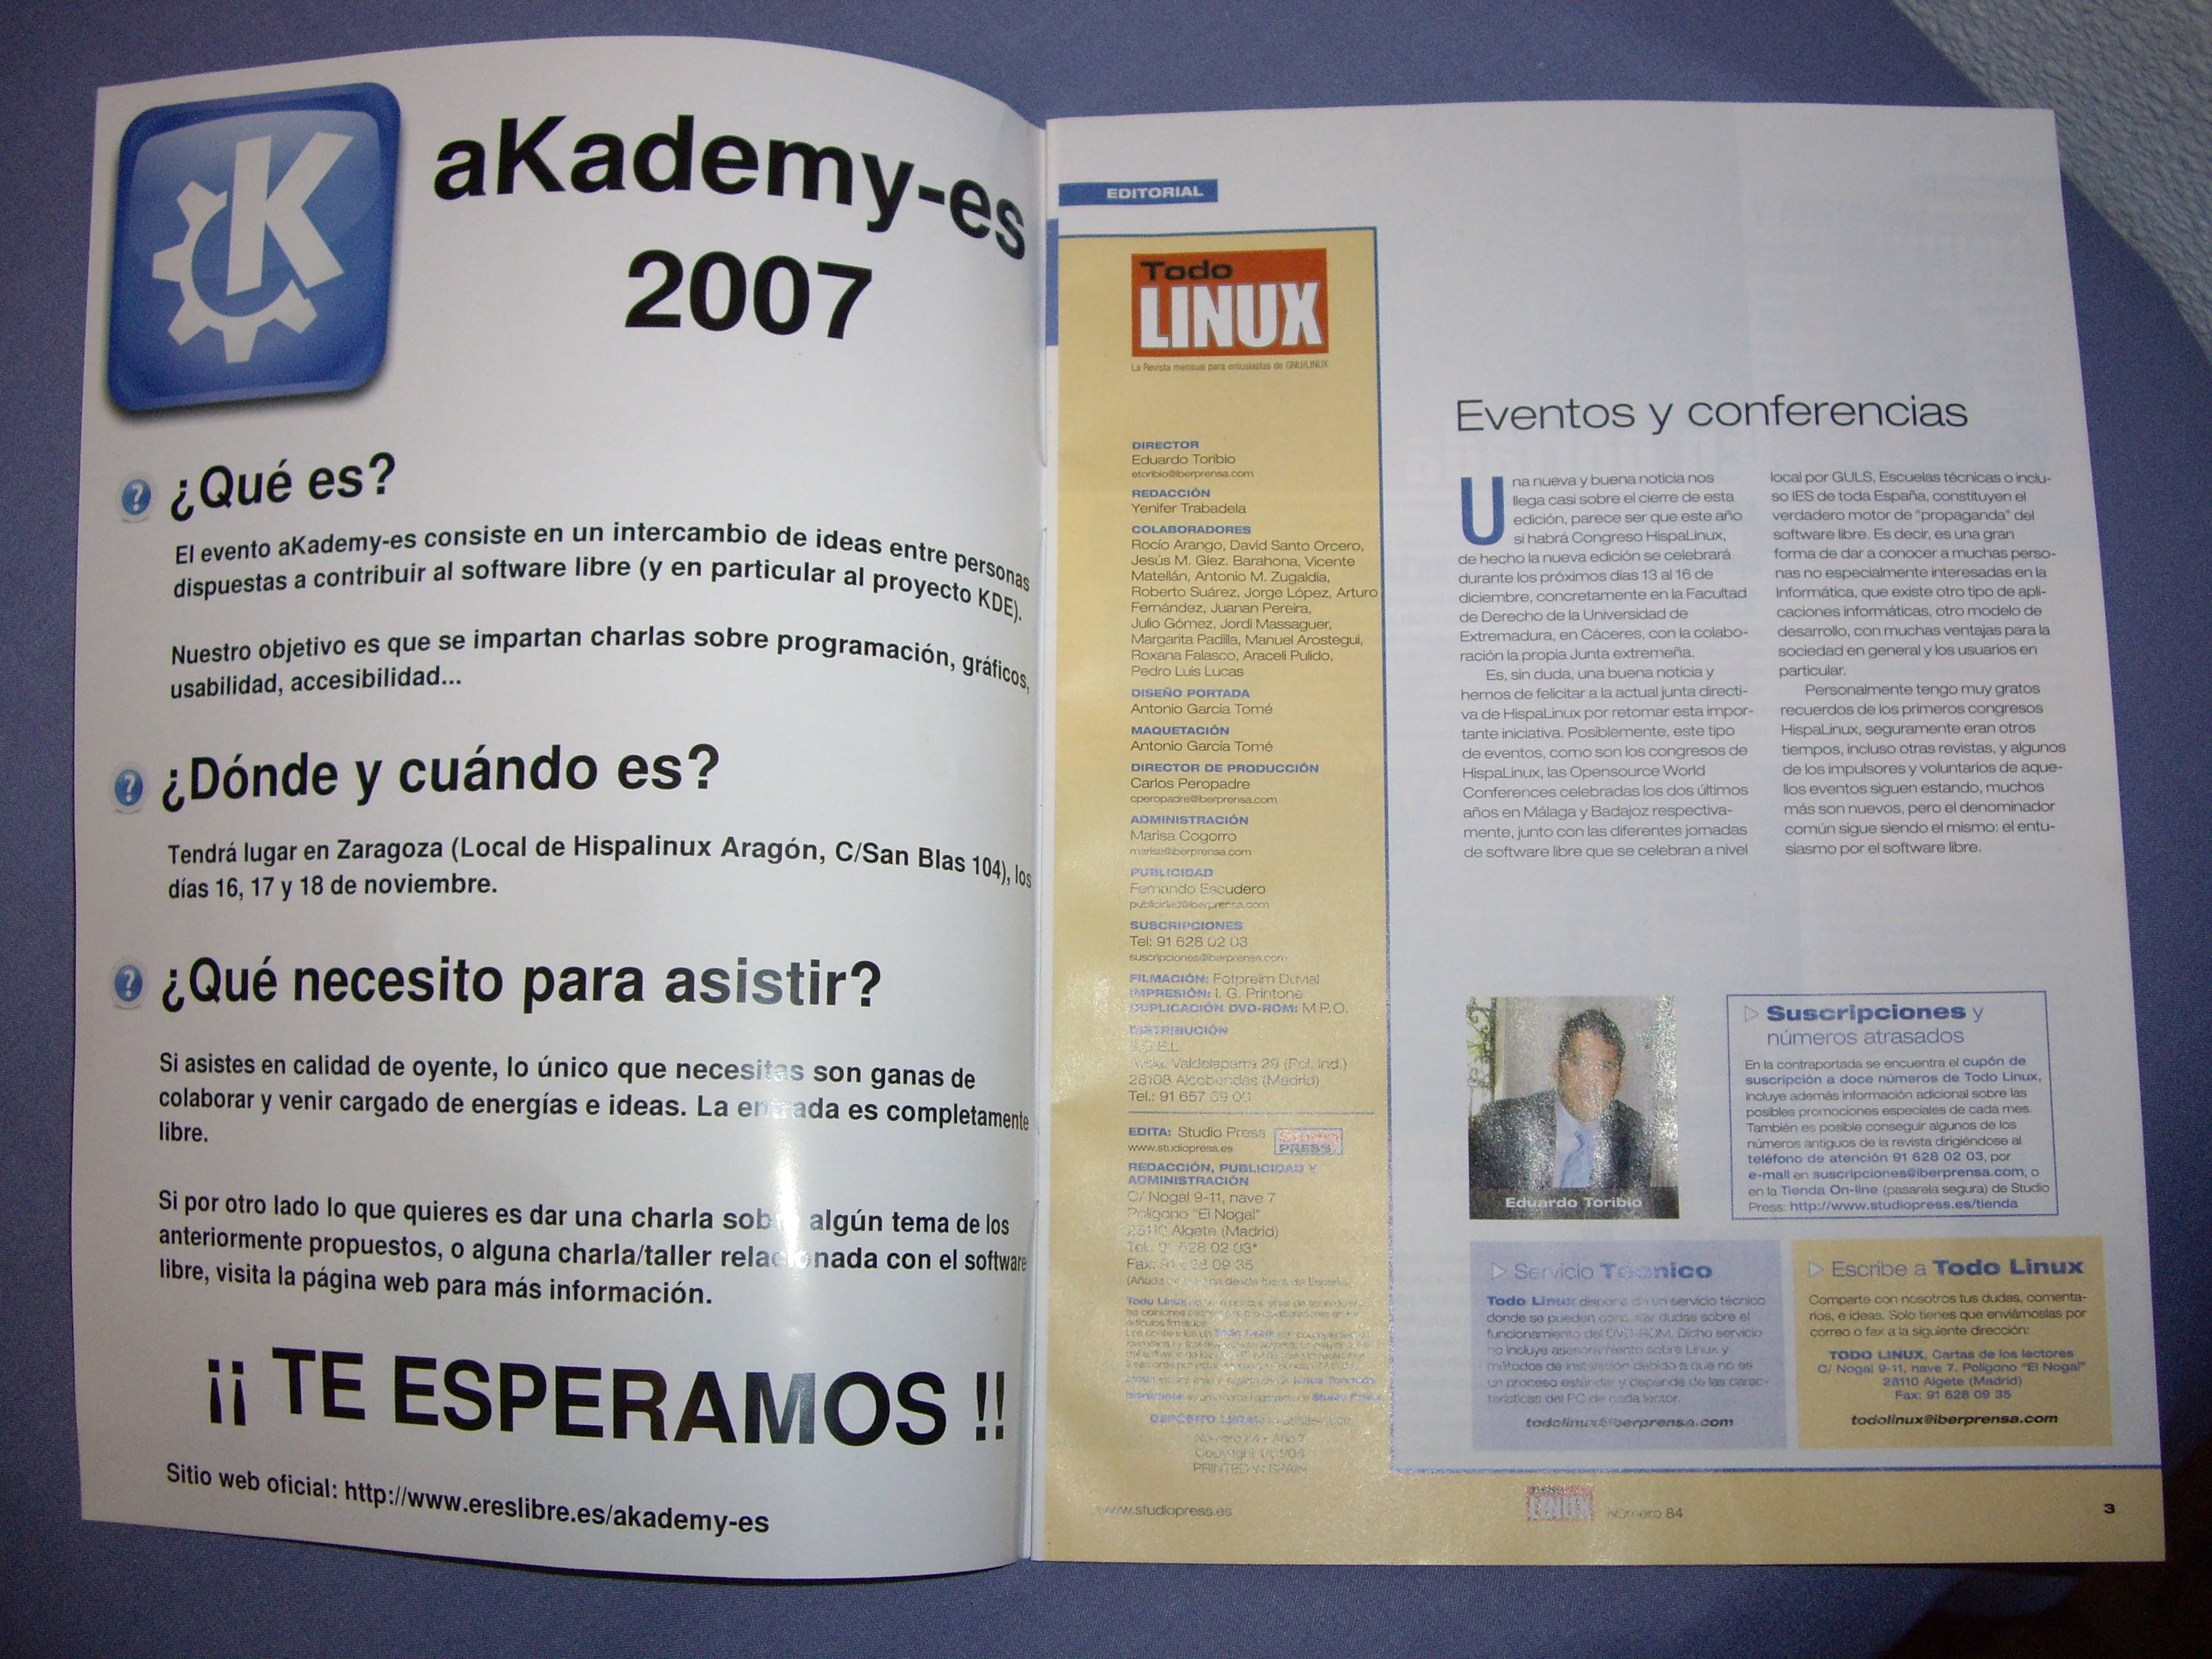 aKademy-es
2007
¿Qué es?
El evento aKademy-es consiste en un intercambio de ideas entre personas
dispuestas a contribuir al software libre (y en particular al proyecto KDE).
Nuestro objetivo es que se impartan charlas sobre programación, gráficos,
usabilidad, accesibilidad...
¿Dónde y cuándo es?
Tendrá lugar en Zaragoza (Local de Hispalinux Aragón, C/San Blas 104), los
días 16, 17 y 18 de noviembre.
¿Qué necesito para asistir?
Si asistes en calidad de oyente, lo único que necesitas son ganas de
colaborar y venir cargado de energías e ideas. La entrada es completamente
libre.
Si por otro lado lo que quieres es dar una charla sobre algún tema de los
anteriormente propuestos, o alguna charla/taller relacionada con el software
libre, visita la página web para más información.
¡¡ TE ESPERAMOS !!
Sitio web oficial: http://www.ereslibre.es/akademy-es
EDITORIAL
Todo
LINUX
La Revista mensual para entusiastas de GNU/LINUX
DIRECTOR
Eduardo Toribio
etoribio@iberprensa.com
REDACCIÓN
Yenifer Trabadela
COLABORADORES
Rocío Arango, David Santo Orcero,
Jesús M. Glez. Barahona, Vicente
Matellán, Antonio M. Zugaldía,
Roberto Suárez, Jorge López, Arturo
Fernández, Juanan Pereira,
Julio Gómez, Jordi Massaguer,
Margarita Padilla, Manuel Arostegui,
Roxana Falasco, Araceli Pulido,
Pedro Luis Lucas
DISEÑO PORTADA
Antonio García Tomé
MAQUETACIÓN
Antonio García Tomé
DIRECTOR DE PRODUCCIÓN
Carlos Peropadre
cperopadre@iberprensa.com
ADMINISTRACIÓN
Marisa Cogorro
marisa@iberprensa.com
PUBLICIDAD
Fernando Escudero
publicidad@iberprensa.com
SUSCRIPCIONES
Tel: 91 628 02 03
suscripciones@iberprensa.com
FILMACIÓN: Fotpreim Duvial
IMPRESIÓN: I. G. Printone
DUPLICACIÓN DVD-ROM: M.P.O.
DISTRIBUCIÓN
S.G.E.L.
Avda. Valdelaparra 29 (Pol. Ind.)
28108 Alcobendas (Madrid)
Tel.: 91 657 69 00
EDITA: Studio Press
www.studiopress.es
Studio
PRESS
REDACCIÓN, PUBLICIDAD Y
ADMINISTRACIÓN
C/ Nogal 9-11, nave 7
Polígono "El Nogal"
28110 Algete (Madrid)
Tel.: 91 628 02 03*
Fax: 91 628 09 35
Todo Linux
DEPÓSITO LEGAL:
Número 84 - Año 7
Copyright
PRINTED IN SPAIN
www.studiopress.es
Eventos y conferencias
Una nueva y buena noticia nos
llega casi sobre el cierre de esta
edición, parece ser que este año
si habrá Congreso HispaLinux,
de hecho la nueva edición se celebrará
durante los próximos días 13 al 16 de
diciembre, concretamente en la Facultad
de Derecho de la Universidad de
Extremadura, en Cáceres, con la colabo-
ración la propia Junta extremeña.
Es, sin duda, una buena noticia y
hemos de felicitar a la actual junta directi-
va de HispaLinux por retomar esta impor-
tante iniciativa. Posiblemente, este tipo
de eventos, como son los congresos de
HispaLinux, las Opensource World
Conferences celebradas los dos últimos
años en Málaga y Badajoz respectiva-
mente, junto con las diferentes jornadas
de software libre que se celebran a nivel
local por GULS, Escuelas técnicas o inclu-
so IES de toda España, constituyen el
verdadero motor de "propaganda" del
software libre. Es decir, es una gran
forma de dar a conocer a muchas perso-
nas no especialmente interesadas en la
Informática, que existe otro tipo de apli-
caciones informáticas, otro modelo de
desarrollo, con muchas ventajas para la
sociedad en general y los usuarios en
particular.
Personalmente tengo muy gratos
recuerdos de los primeros congresos
HispaLinux, seguramente eran otros
tiempos, incluso otras revistas, y algunos
de los impulsores y voluntarios de aque-
llos eventos siguen estando, muchos
más son nuevos, pero el denominador
común sigue siendo el mismo: el entu-
siasmo por el software libre.
Eduardo Toribio
Suscripciones y
números atrasados
En la contraportada se encuentra el cupón de
suscripción a doce números de Todo Linux,
incluye además información adicional sobre las
posibles promociones especiales de cada mes.
También es posible conseguir algunos de los
números antiguos de la revista dirigiéndose al
teléfono de atención 91 628 02 03, por
e-mail en suscripciones@iberprensa.com, o
en la Tienda On-line (pasarela segura) de Studio
Press: http://www.studiopress.es/tienda
Servicio Técnico
Todo Linux dispone de un servicio técnico
donde se pueden consultar dudas sobre el
funcionamiento del DVD-ROM. Dicho servicio
no incluye asesoramiento sobre Linux y
métodos de instalación debido a que no es
un proceso estándar y depende de las carac-
terísticas del PC de cada lector.
todolinux@iberprensa.com
Escribe a Todo Linux
Comparte con nosotros tus dudas, comenta-
rios, e ideas. Solo tienes que enviárnoslas por
correo o fax a la siguiente dirección:
TODO LINUX, Cartas de los lectores
C/ Nogal 9-11, nave 7. Polígono "El Nogal"
28110 Algete (Madrid)
Fax: 91 628 09 35
todolinux@iberprensa.com
Todo LINUX
Número 84
3